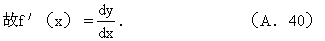 故f′（x）=dy/dx.（A. 40）